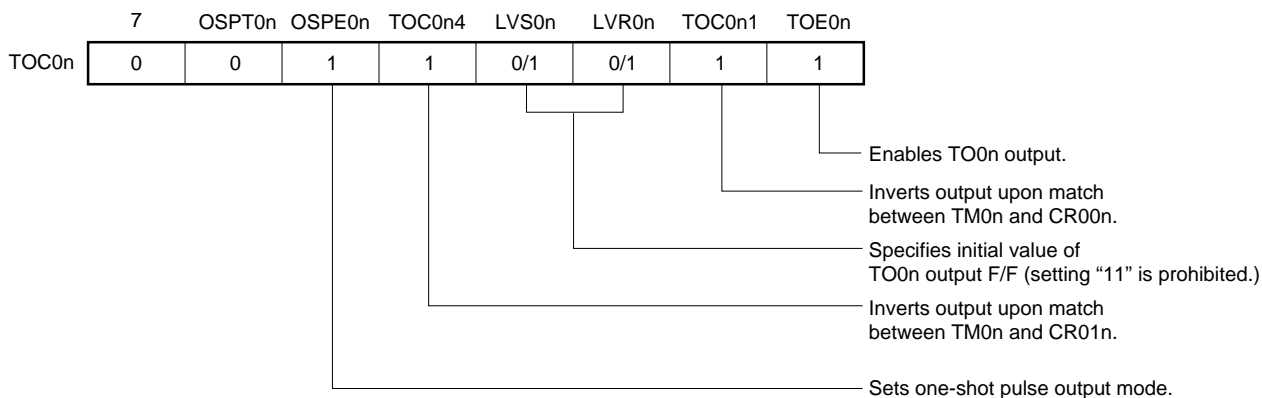 7 OSPT0n OSPE0n TOC0n4 LVS0n LVR0n TOC0n1 TOE0n
TOC0n 0 0 1 1 0/1 0/1 1 1
Enables TO0n output.
Inverts output upon match
between TM0n and CR00n.
Specifies initial value of
TO0n output F/F (setting “11” is prohibited.)
Inverts output upon match
between TM0n and CR01n.
Sets one-shot pulse output mode.